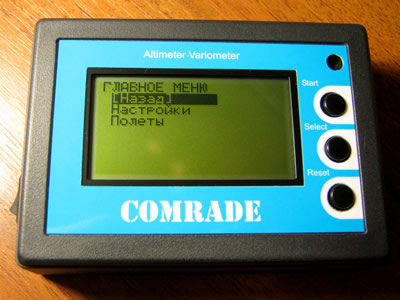 Altimeter-Variometer
ГЛАВНОЕ МЕНЮ
[Назад]
Настройки
Полеты
Start
Select
Reset
COMRADE